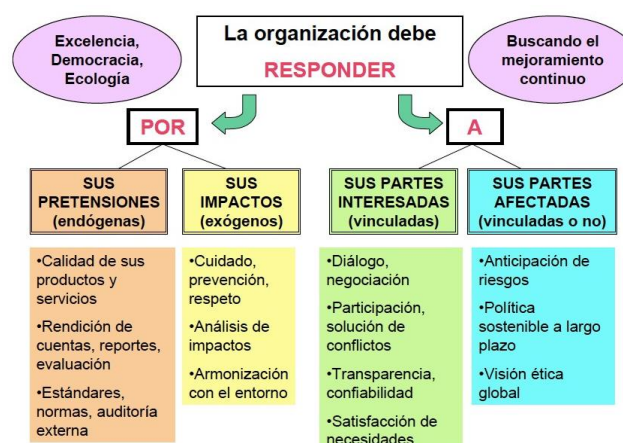 Excelencia,
Democracia,
Ecología
La organización debe
RESPONDER
Buscando el
mejoramiento
continuo
POR
A
SUS
PRETENSIONES
(endógenas)
SUS
IMPACTOS
(exógenos)
SUS PARTES
INTERESADAS
(vinculadas)
SUS PARTES
AFECTADAS
(vinculadas o no)
•Calidad de sus
productos y
servicios
•Rendición de
cuentas, reportes,
evaluación
•Estándares,
normas, auditoría
externa
•Cuidado,
prevención,
respeto
•Análisis de
impactos
•Armonización
con el entorno
•Diálogo,
negociación
•Participación,
solución de
conflictos
•Transparencia,
confiabilidad
•Satisfacción de
necesidades
•Anticipación de
riesgos
•Política
sostenible a largo
plazo
•Visión ética
global